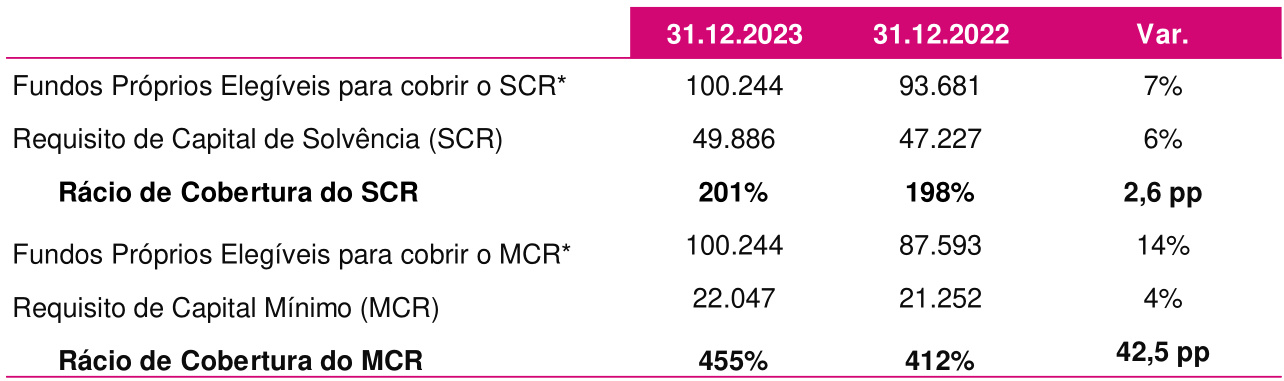 31.12.2023 31.12.2022 Var.
Fundos Próprios Elegíveis para cobrir o SCR* 100.244 93.681 7%
Requisito de Capital de Solvência (SCR) 49.886 47.227 6%
Rácio de Cobertura do SCR 201% 198% 2,6 pp
Fundos Próprios Elegíveis para cobrir o MCR* 100.244 87.593 14%
Requisito de Capital Mínimo (MCR) 22.047 21.252 4%
Rácio de Cobertura do MCR 455% 412% 42,5 pp